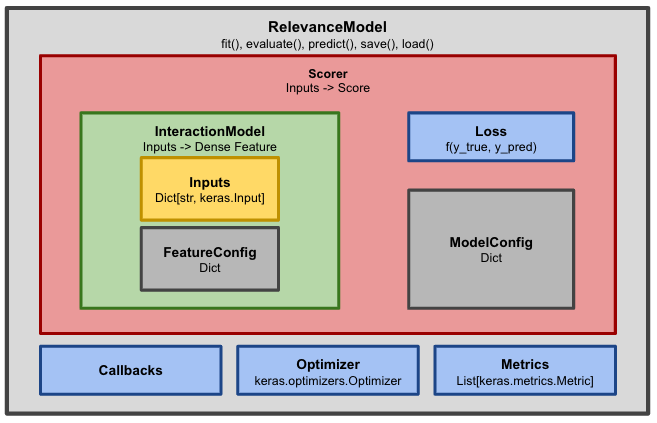 RelevanceModel
fit(), evaluate(), predict(), save(), load()
Scorer
Inputs -> Score
InteractionModel
Inputs -> Dense Feature
Inputs
Dict[str, keras.Input]
FeatureConfig
Dict
Loss
f(y_true, y_pred)
ModelConfig
Dict
Callbacks
Optimizer
keras.optimizers.Optimizer
Metrics
List[keras.metrics.Metric]